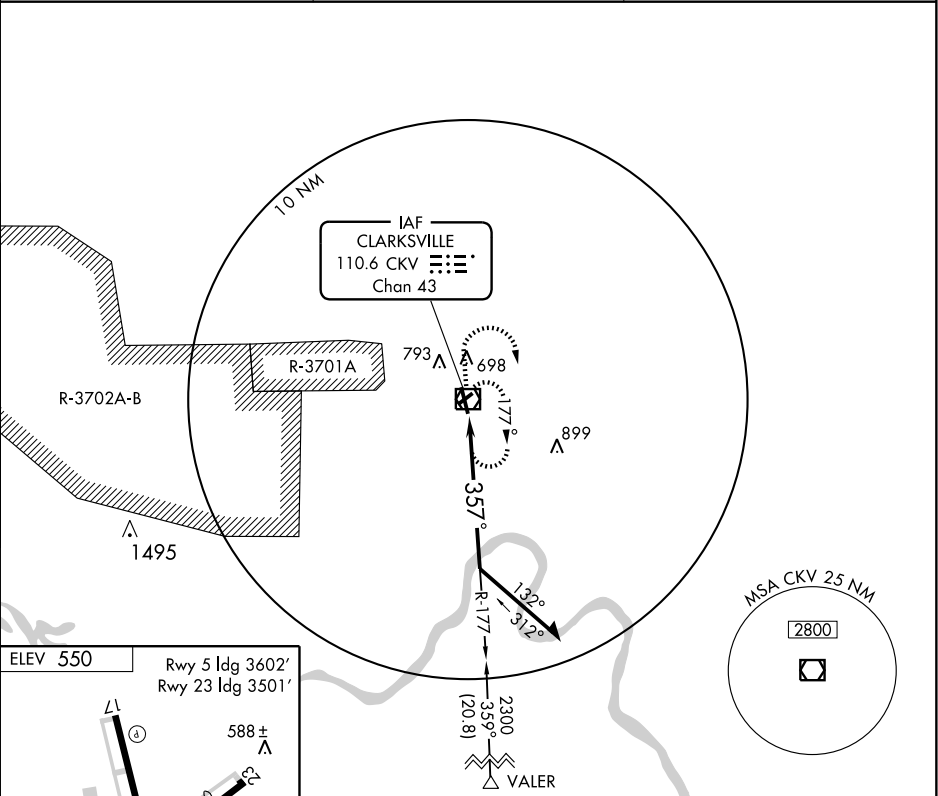 10 NM
IAF
CLARKSVILLE
110.6 CKV
Chan 43
793
698
R-3701A
R-3702A-B
177°
899
357°
1495
132°
312°
R-177
MSA CKV 25 NM
2800
2300
359°
(20.8)
VALER
ELEV 550
Rwy 5 ldg 3602'
Rwy 23 ldg 3501'
17
P
588 ±
23